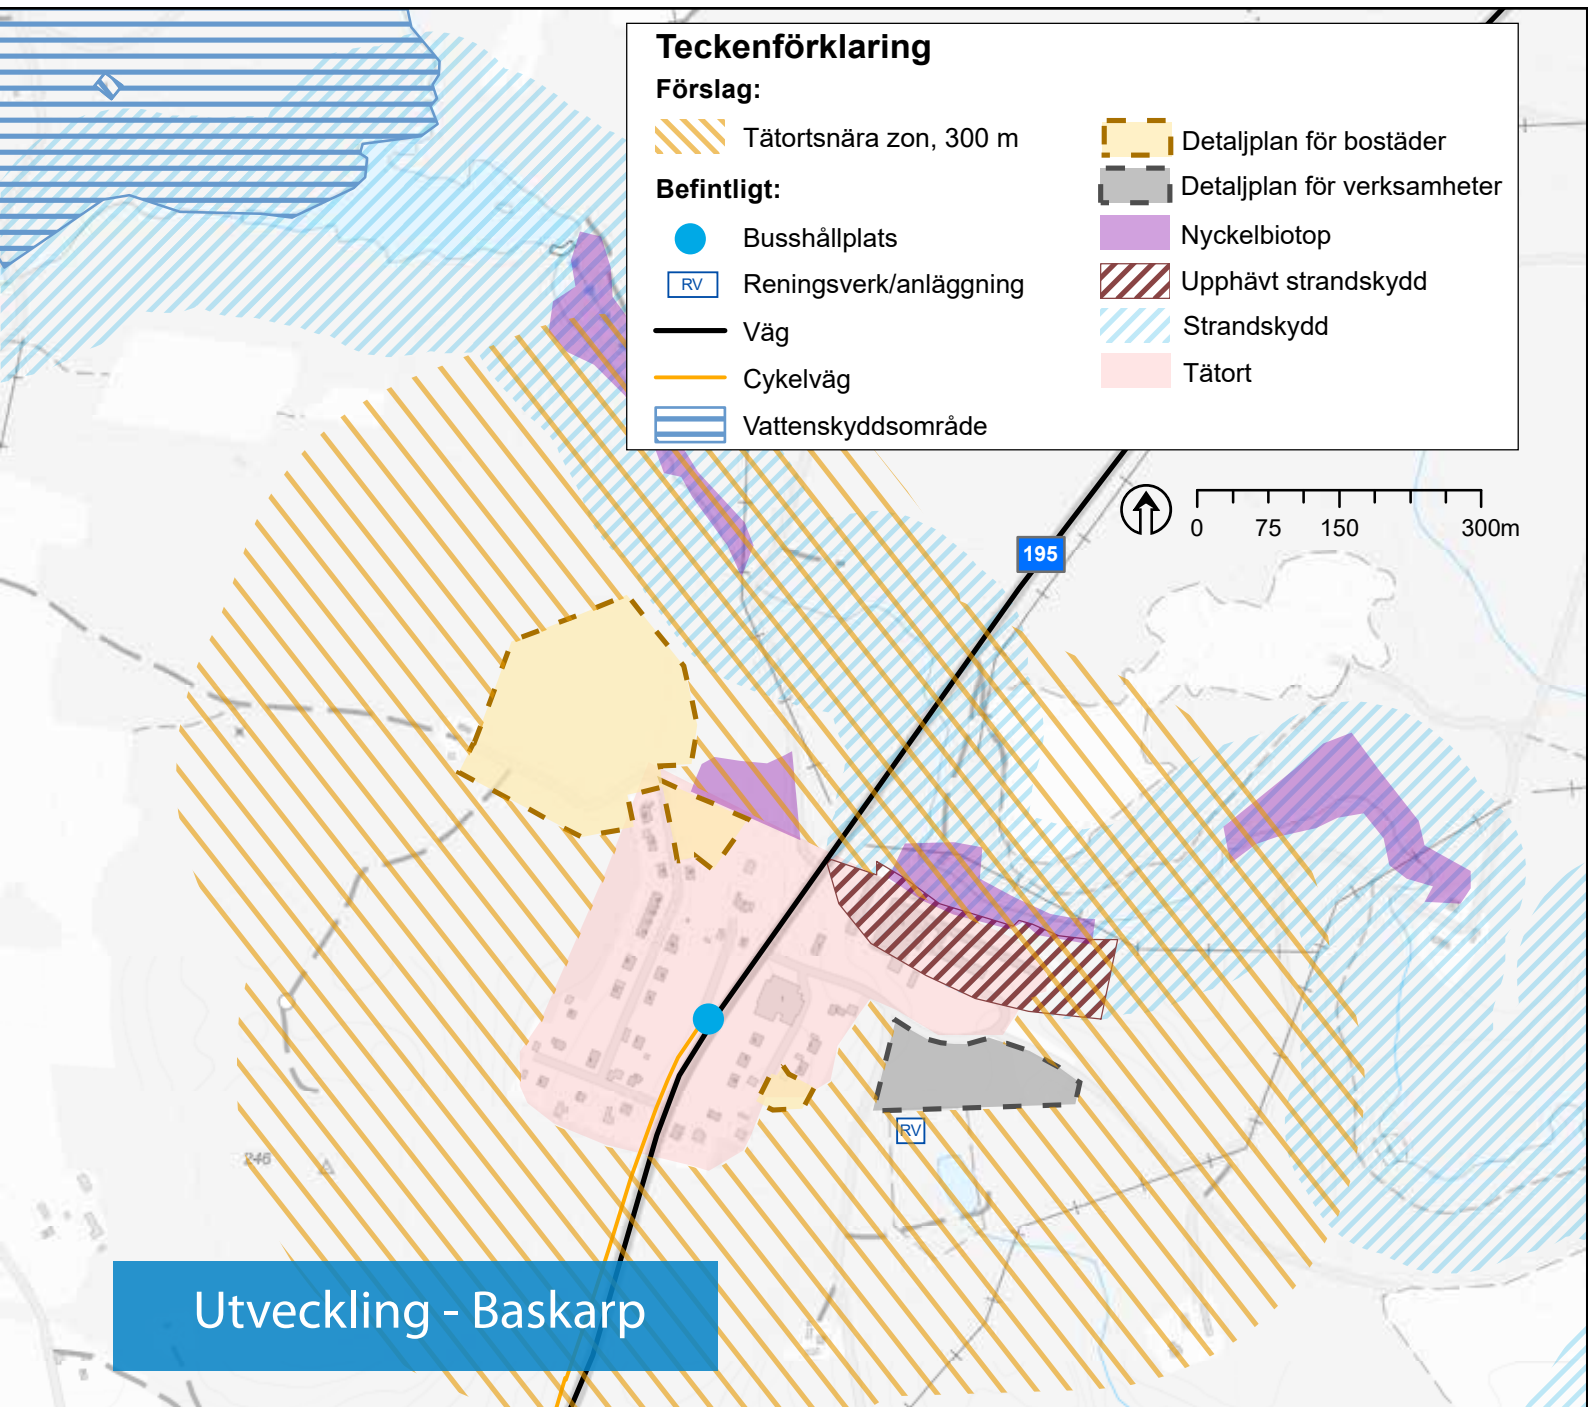 Teckenförklaring
Förslag:
Tätortsnära zon, 300 m
Befintligt:
Busshållplats
RV Reningsverk/anläggning
Väg
Cykelväg
Vattenskyddsområde
Detaljplan för bostäder
Detaljplan för verksamheter
Nyckelbiotop
Upphävt strandskydd
Strandskydd
Tätort
0 75 150 300m
195
RV
246
Utveckling - Baskarp